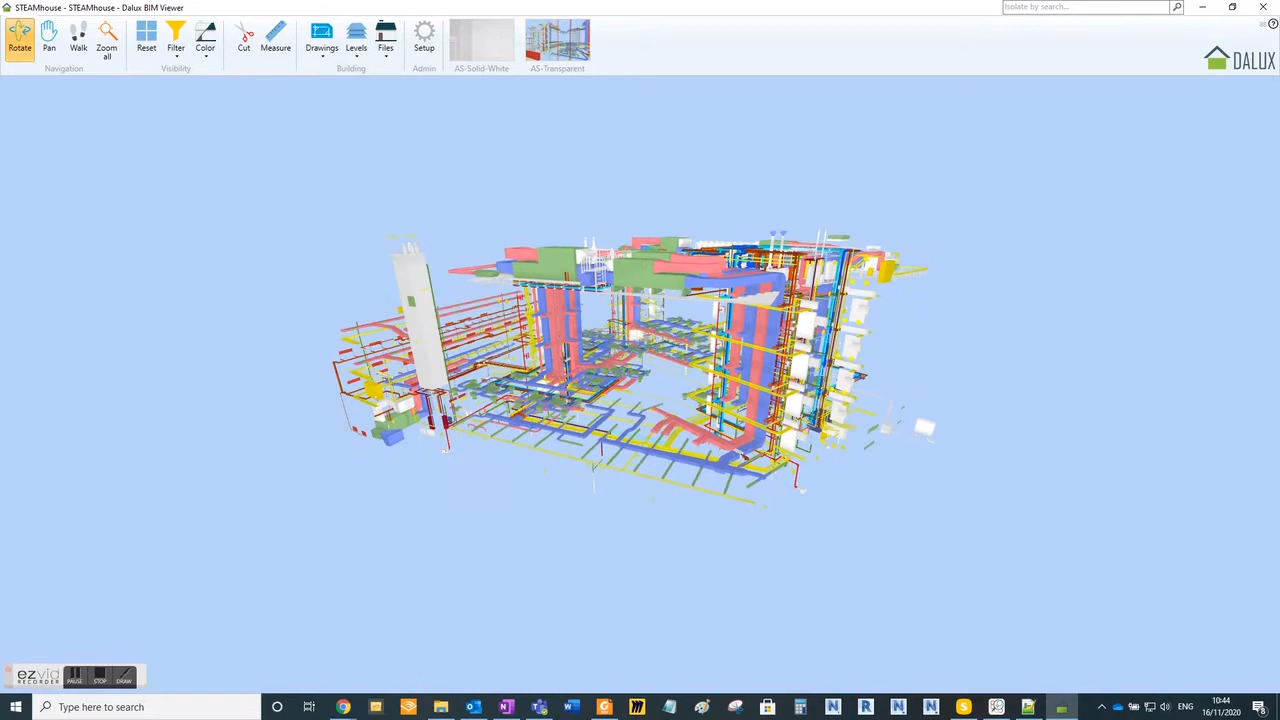 STEAMhouse - STEAMhouse - Dalux BIM Viewer
Isolate by search...
Rotate
Pan
Walk
Zoom all
Reset
Filter
Color
Cut
Measure
Drawings
Levels
Files
Setup
Navigation
Visibility
Building
Admin
AS-Solid-White
AS-Transparent
DALUX
ezvid
RECORDER
PAUSE
STOP
DRAW
Type here to search
ENG
10:44
16/11/2020